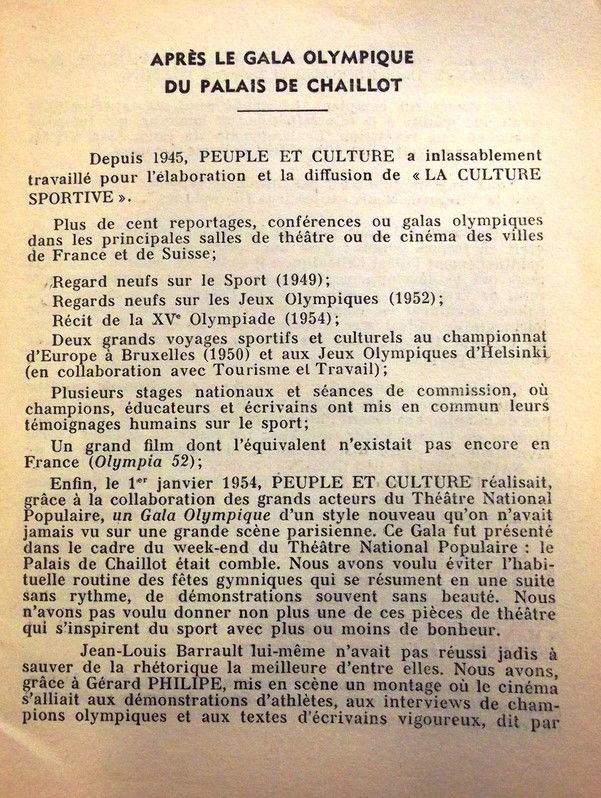 APRÈS LE GALA OLYMPIQUE
DU PALAIS DE CHAILLOT
Depuis 1945, PEUPLE ET CULTURE a inlassablement
travaillé pour l'élaboration et la diffusion de « LA CULTURE
SPORTIVE ».
Plus de cent reportages, conférences ou galas olympiques
dans les principales salles de théâtre ou de cinéma des villes
de France et de Suisse;
Regard neufs sur le Sport (1949);
Regards neufs sur les Jeux Olympiques (1952);
Récit de la XVe Olympiade (1954);
Deux grands voyages sportifs et culturels au championnat
d'Europe à Bruxelles (1950) et aux Jeux Olympiques d'Helsinki
(en collaboration avec Tourisme et Travail);
Plusieurs stages nationaux et séances de commission, où
champions, éducateurs et écrivains ont mis en commun leurs
témoignages humains sur le sport;
Un grand film dont l'équivalent n'existait pas encore en
France (Olympia 52);
Enfin, le 1er janvier 1954, PEUPLE ET CULTURE réalisait,
grâce à la collaboration des grands acteurs du Théâtre National
Populaire, un Gala Olympique d'un style nouveau qu'on n'avait
jamais vu sur une grande scène parisienne. Ce Gala fut présenté
dans le cadre du week-end du Théâtre National Populaire : le
Palais de Chaillot était comble. Nous avons voulu éviter l'habi-
tuelle routine des fêtes gymniques qui se résument en une suite
sans rythme, de démonstrations souvent sans beauté. Nous
n'avons pas voulu donner non plus une de ces pièces de théâtre
qui s'inspirent du sport avec plus ou moins de bonheur.
Jean-Louis Barrault lui-même n'avait pas réussi jadis à
sauver de la rhétorique la meilleure d'entre elles. Nous avons,
grâce à Gérard PHILIPE, mis en scène un montage où le cinéma
s'alliait aux démonstrations d'athlètes, aux interviews de cham-
pions olympiques et aux textes d'écrivains vigoureux, dit par